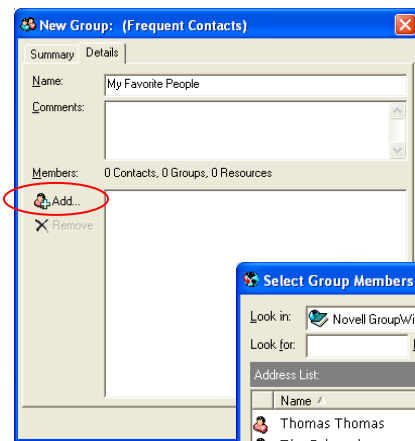 New Group: (Frequent Contacts)
Summary Details
Name: My Favorite People
Comments:
Members: 0 Contacts, 0 Groups, 0 Resources
Add...
Remove
Select Group Members
Look in: Novell GroupWi
Look for:
Address List:
Name
Thomas Thomas